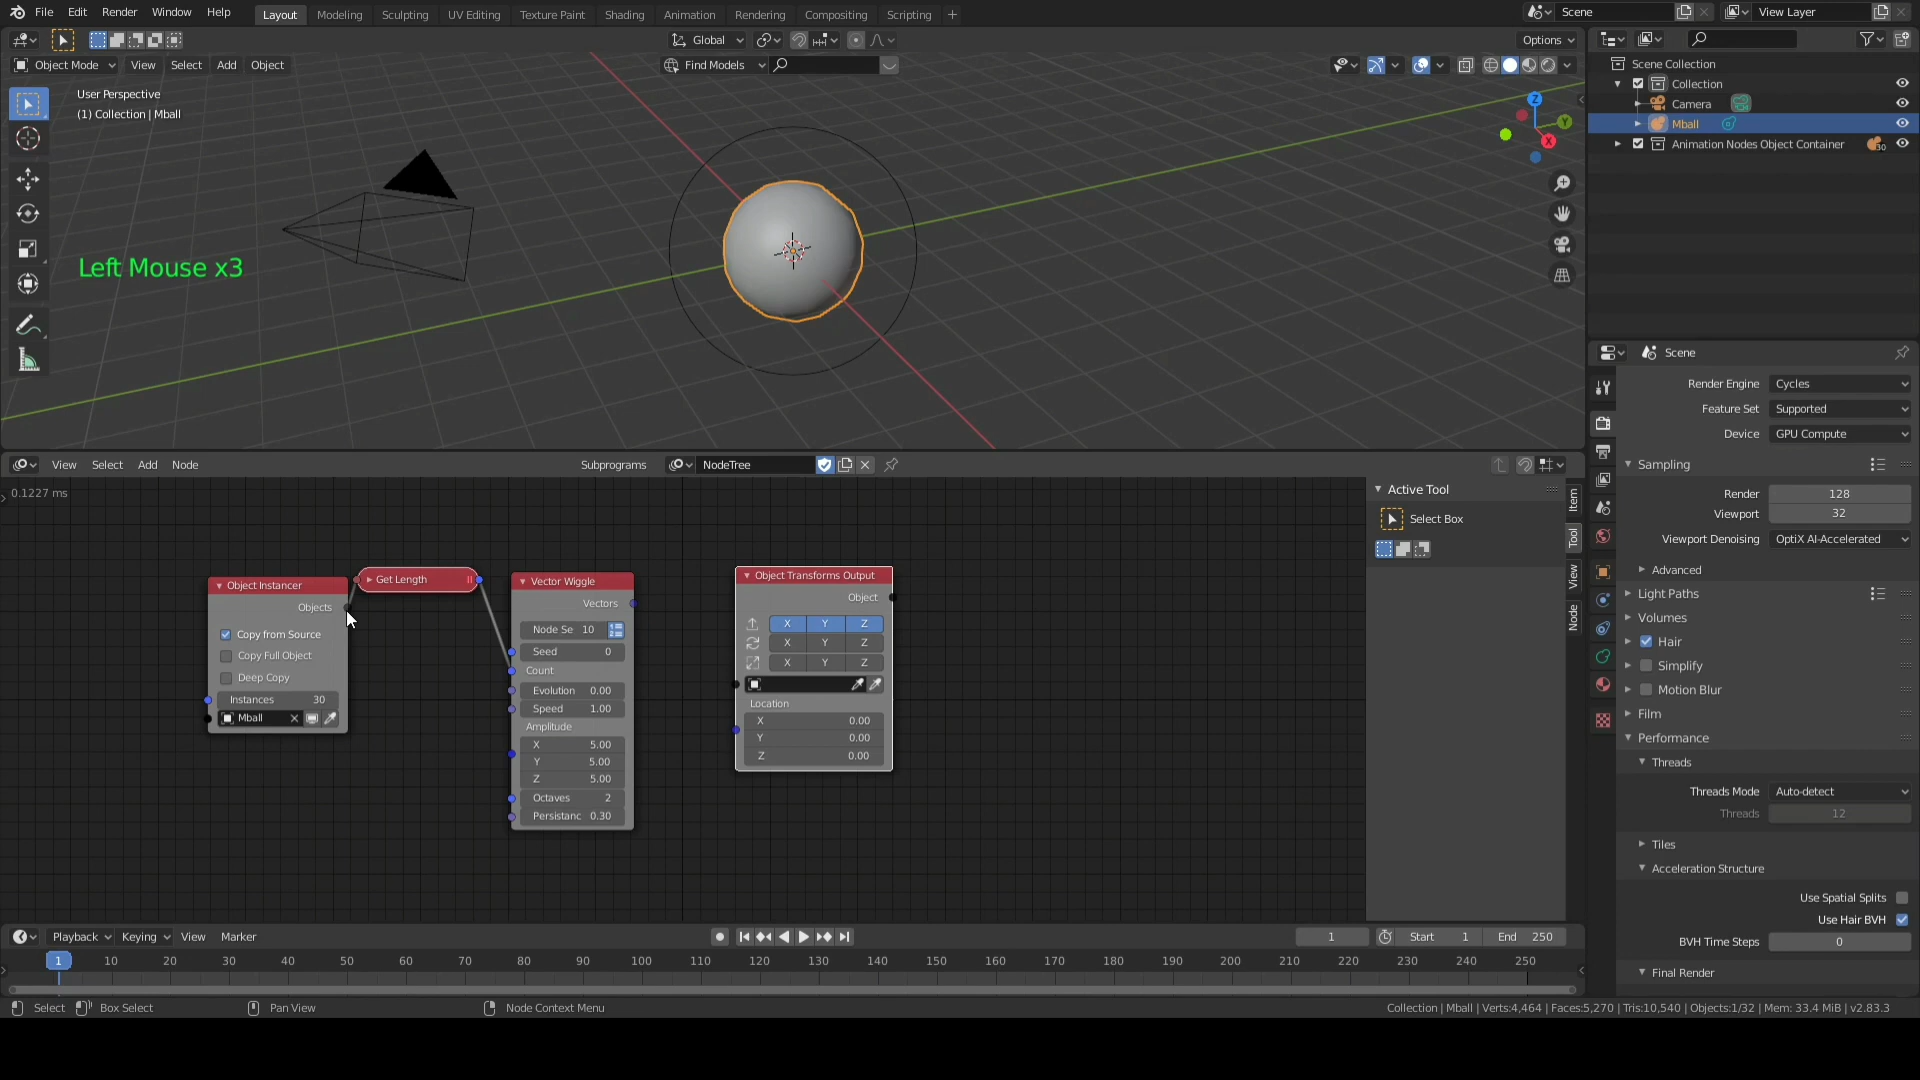 File Edit Render Window Help Layout Modeling Sculpting UV Editing Texture Paint Shading Animation Rendering Compositing Scripting + Scene View Layer
Global Options
Object Mode View Select Add Object Find Models
User Perspective
(1) Collection | Mball
Left Mouse x3
Z
Y
X
Scene Collection
Collection
Camera
Mball
Animation Nodes Object Container 30
View Select Add Node Subprograms NodeTree
0.1227 ms
Object Instancer
Objects
Copy from Source
Copy Full Object
Deep Copy
Instances 30
Mball
Get Length
Vector Wiggle
Vectors
Node Se 10
Seed 0
Count
Evolution 0.00
Speed 1.00
Amplitude
X 5.00
Y 5.00
Z 5.00
Octaves 2
Persistanc 0.30
Object Transforms Output
Object
X Y Z
X Y Z
X Y Z
Location
X 0.00
Y 0.00
Z 0.00
Active Tool
Select Box
Item
Tool
View
Node
Scene
Render Engine Cycles
Feature Set Supported
Device GPU Compute
Sampling
Render 128
Viewport 32
Viewport Denoising OptiX AI-Accelerated
Advanced
Light Paths
Volumes
Hair
Simplify
Motion Blur
Film
Performance
Threads
Threads Mode Auto-detect
Threads 12
Tiles
Acceleration Structure
Use Spatial Splits
Use Hair BVH
BVH Time Steps 0
Final Render
Playback Keying View Marker 1 Start 1 End 250
1 10 20 30 40 50 60 70 80 90 100 110 120 130 140 150 160 170 180 190 200 210 220 230 240 250
Select Box Select Pan View Node Context Menu Collection | Mball | Verts:4,464 | Faces:5,270 | Tris:10,540 | Objects:1/32 | Mem: 33.4 MiB | v2.83.3